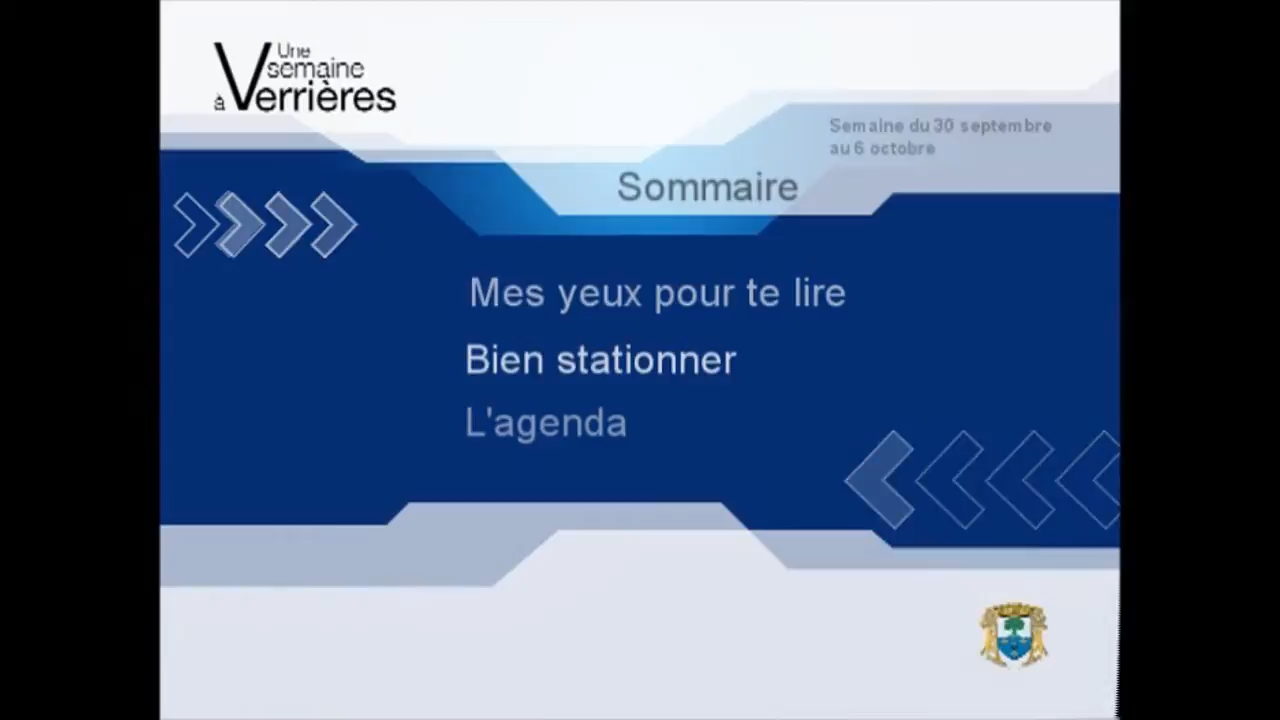 Une
semaine
à Verrières
Semaine du 30 septembre
au 6 octobre
Sommaire
Mes yeux pour te lire
Bien stationner
L'agenda